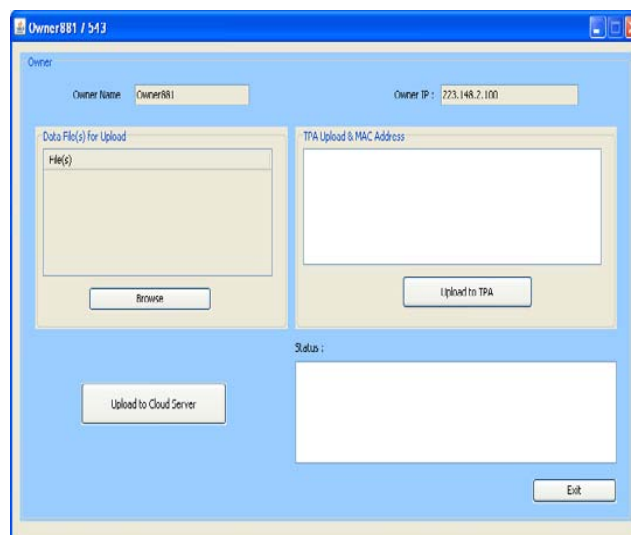 Owner881 / 543
Owner
Owner Name Owner881 Owner IP : 223.148.2.100
Data File(s) for Upload TPA Upload & MAC Address
File(s)
Browse Upload to TPA
Status :
Upload to Cloud Server
Exit